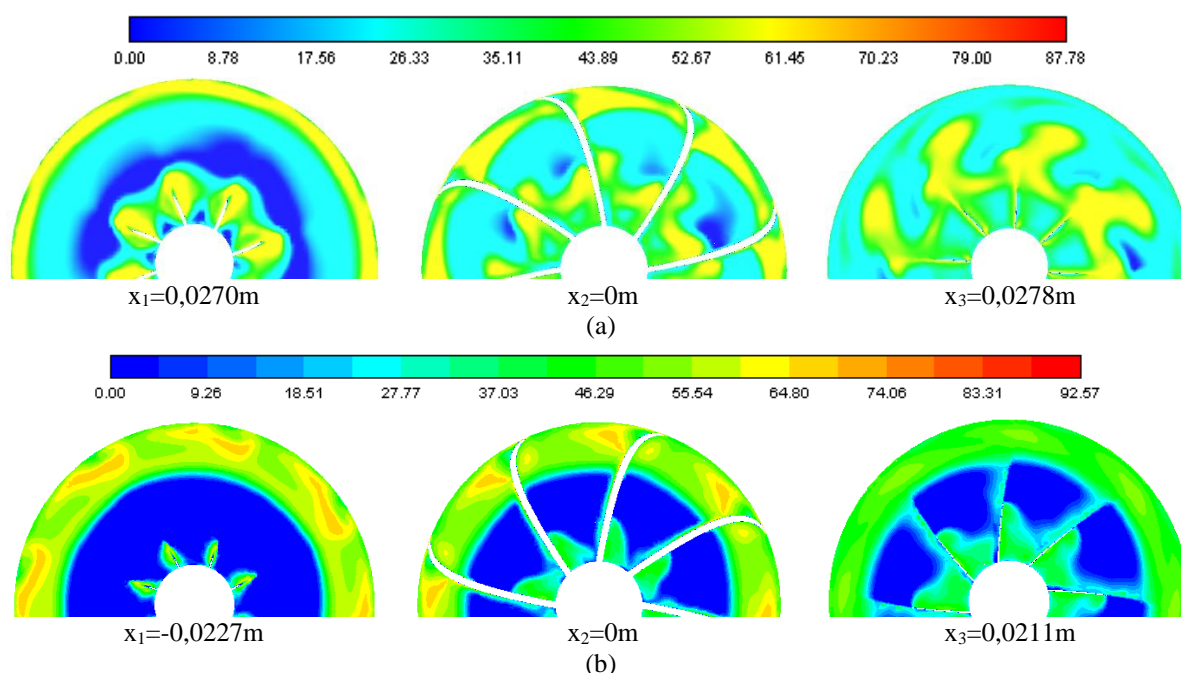 0.00 8.78 17.56 26.33 35.11 43.89 52.67 61.45 70.23 79.00 87.78
x₁=0,0270m x₂=0m x₃=0,0278m
(a)
0.00 9.26 18.51 27.77 37.03 46.29 55.54 64.80 74.06 83.31 92.57
x₁=-0,0227m x₂=0m x₃=0,0211m
(b)